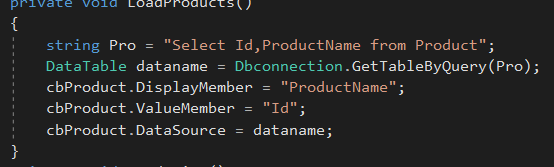 private void LoadProducts()
{
string Pro = "Select Id,ProductName from Product";
DataTable dataname = Dbconnection.GetTableByQuery(Pro);
cbProduct.DisplayMember = "ProductName";
cbProduct.ValueMember = "Id";
cbProduct.DataSource = dataname;
}